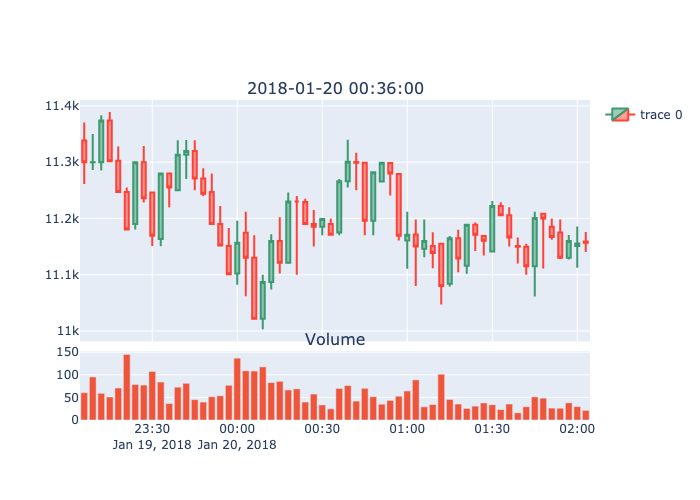 2018-01-20 00:36:00
11.4k
11.3k
11.2k
11.1k
11k
trace 0
Volume
150
100
50
0
23:30 00:00 00:30 01:00 01:30 02:00
Jan 19, 2018 Jan 20, 2018